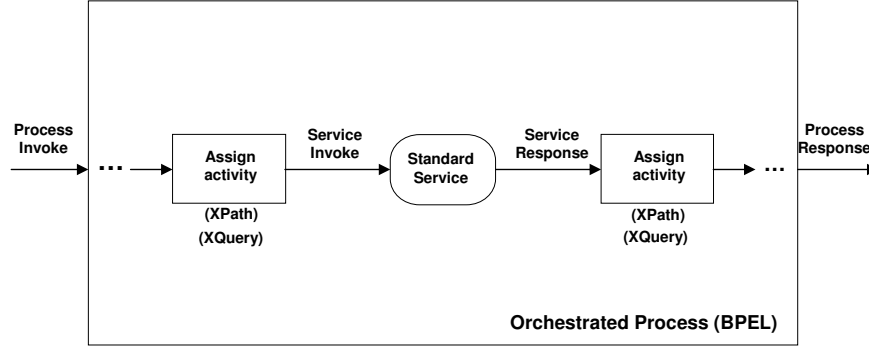 Process
Invoke
...
Assign
activity
(XPath)
(XQuery)
Service
Invoke
Standard
Service
Service
Response
Assign
activity
(XPath)
(XQuery)
...
Process
Response
Orchestrated Process (BPEL)